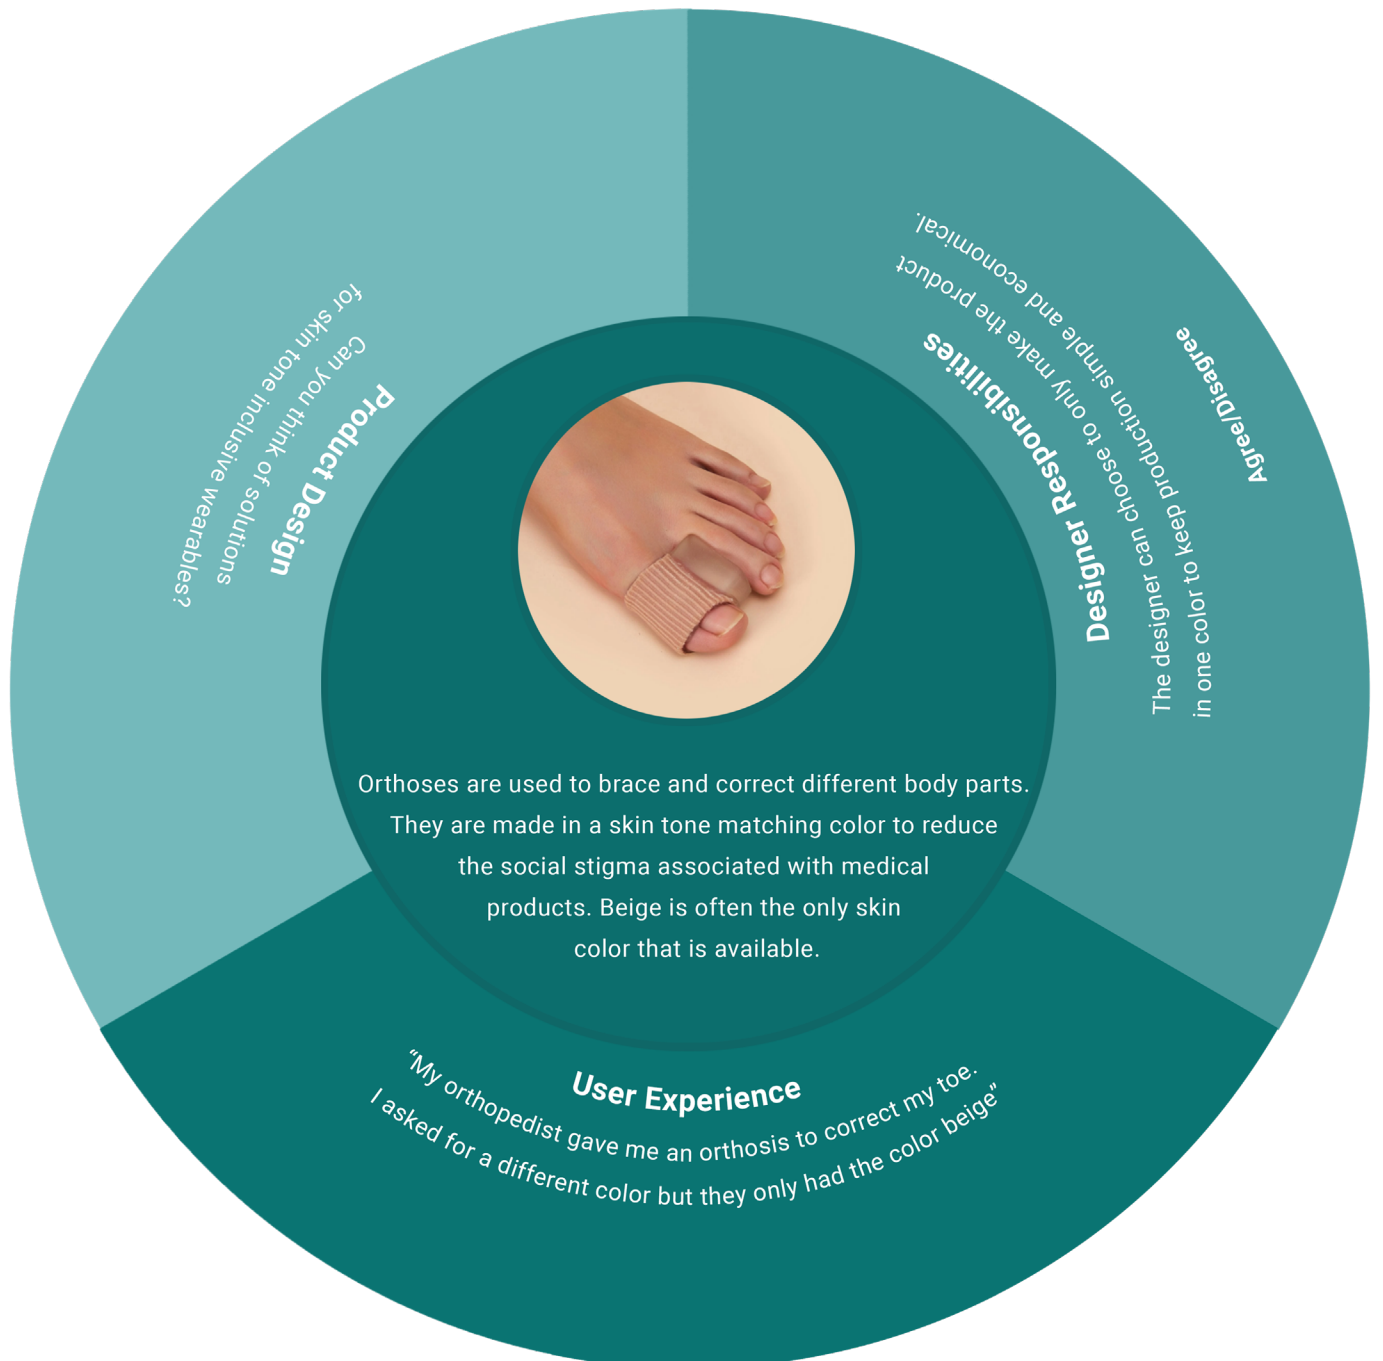 Orthoses are used to brace and correct different body parts.
They are made in a skin tone matching color to reduce
the social stigma associated with medical
products. Beige is often the only skin
color that is available.
User Experience
“My orthopedist gave me an orthosis to correct my toe.
I asked for a different color but they only had the color beige”
Product Design
Can you think of solutions
for skin tone inclusive wearables?
Designer Responsibilities
The designer can choose to only make the product
in one color to keep production simple and economical.
Agree/Disagree